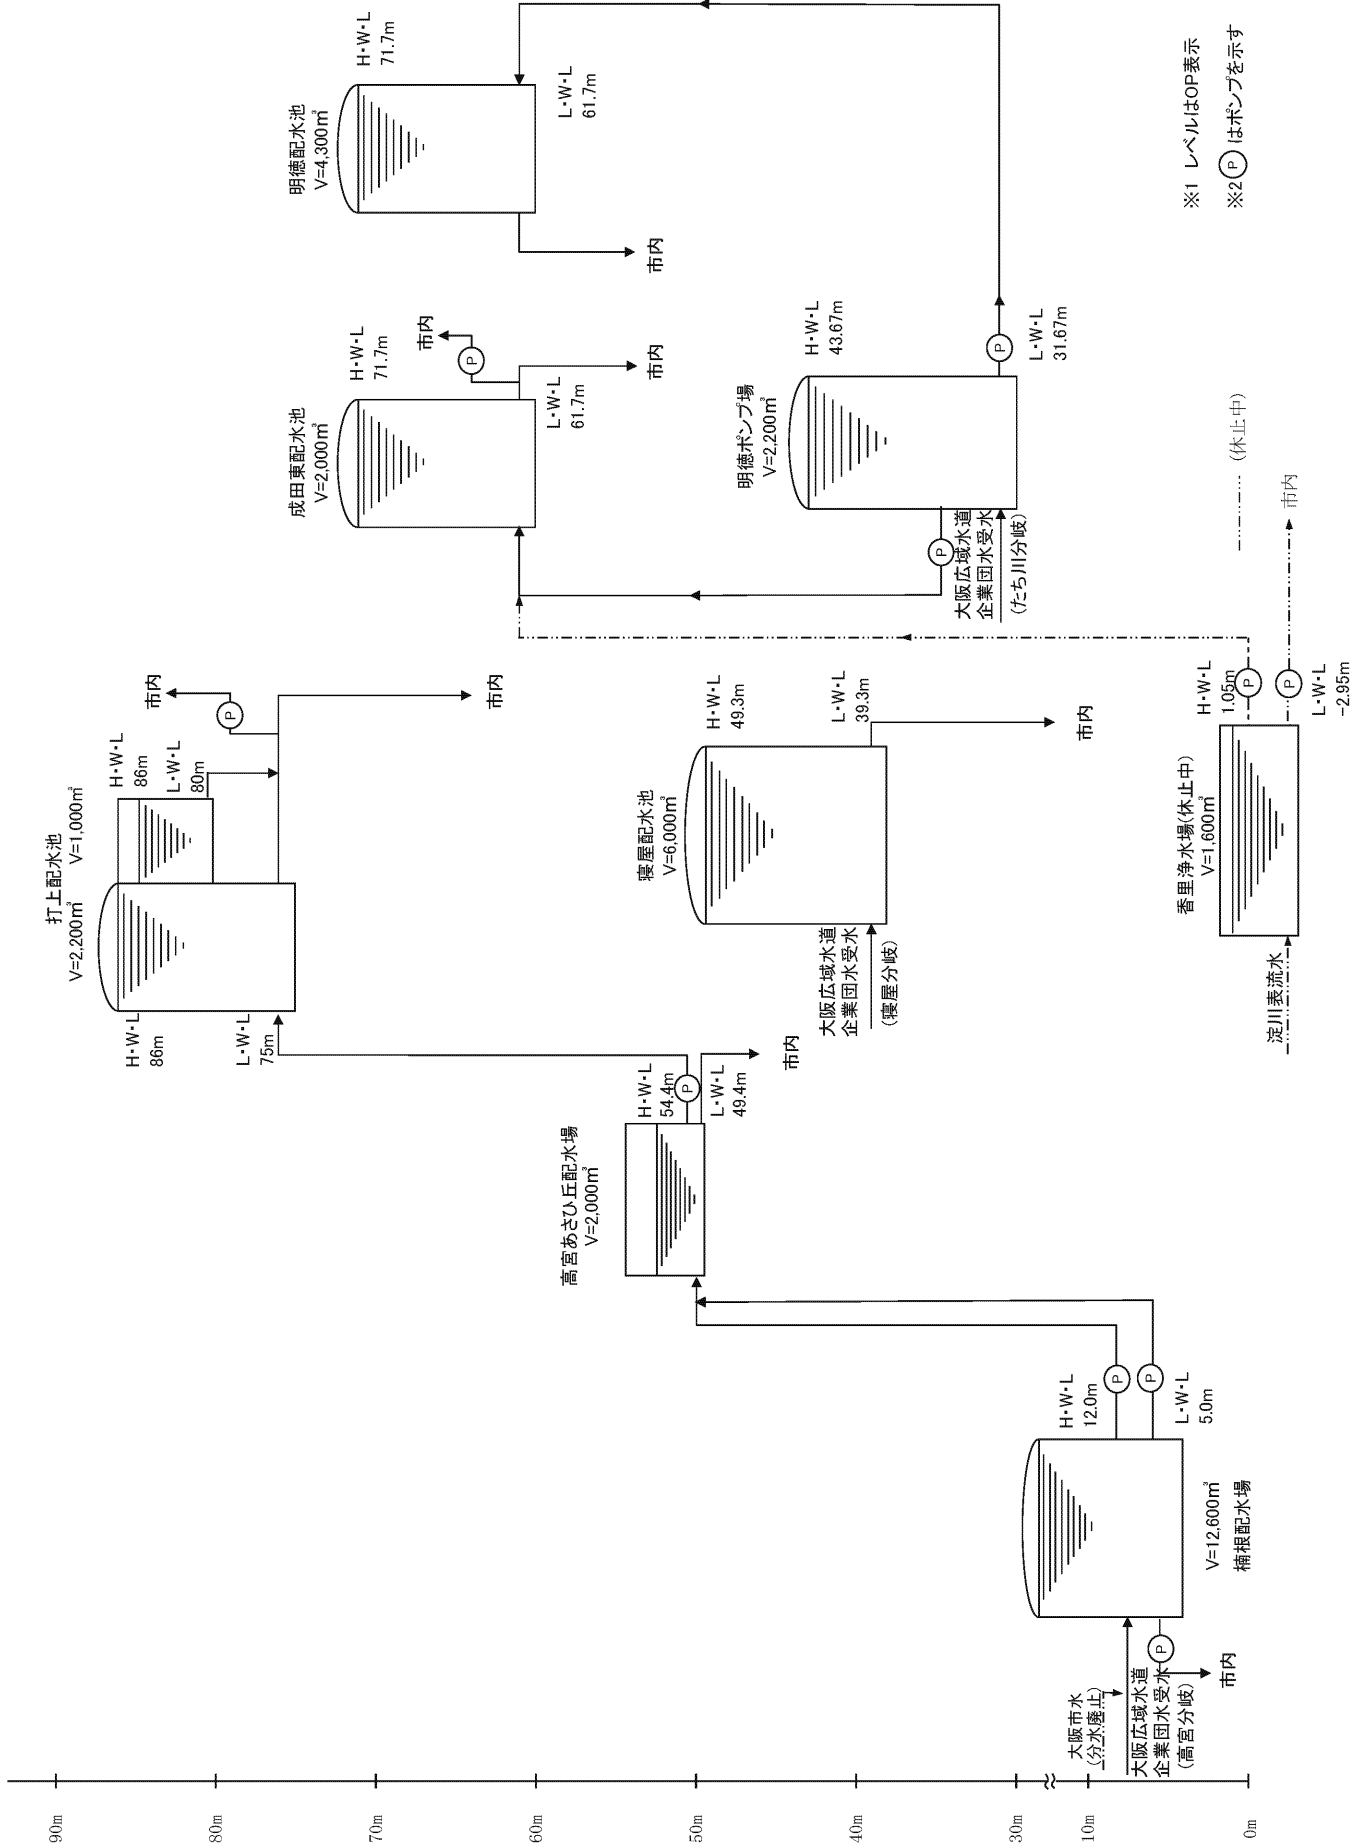 90m
80m
70m
60m
50m
40m
30m
10m
0m
打上配水池
V=2,200㎥
V=1,000㎥
H・W・L
86m
L・W・L
75m
H・W・L
86m
L・W・L
80m
市内
市内
高宮あさひ丘配水場
V=2,000㎥
H・W・L
54.4m
P
L・W・L
49.4m
市内
P
大阪市水
(分水廃止)
大阪広域水道
企業団水受水
(高宮分岐)
P
市内
V=12,600㎥
楠根配水場
H・W・L
12.0m
P
P
L・W・L
5.0m
寝屋配水池
V=6,000㎥
H・W・L
49.3m
L・W・L
39.3m
大阪広域水道
企業団水受水
(寝屋分岐)
市内
香里浄水場(休止中)
V=1,600㎥
淀川表流水
H・W・L
1.05m
P
P
L・W・L
-2.95m
市内
(休止中)
成田東配水池
V=2,000㎥
H・W・L
71.7m
L・W・L
61.7m
P
市内
市内
明徳ポンプ場
V=2,200㎥
H・W・L
43.67m
P
L・W・L
31.67m
P
大阪広域水道
企業団水受水
(たち川分岐)
明徳配水池
V=4,300㎥
H・W・L
71.7m
L・W・L
61.7m
市内
※1 レベルはOP表示
※2 P はポンプを示す